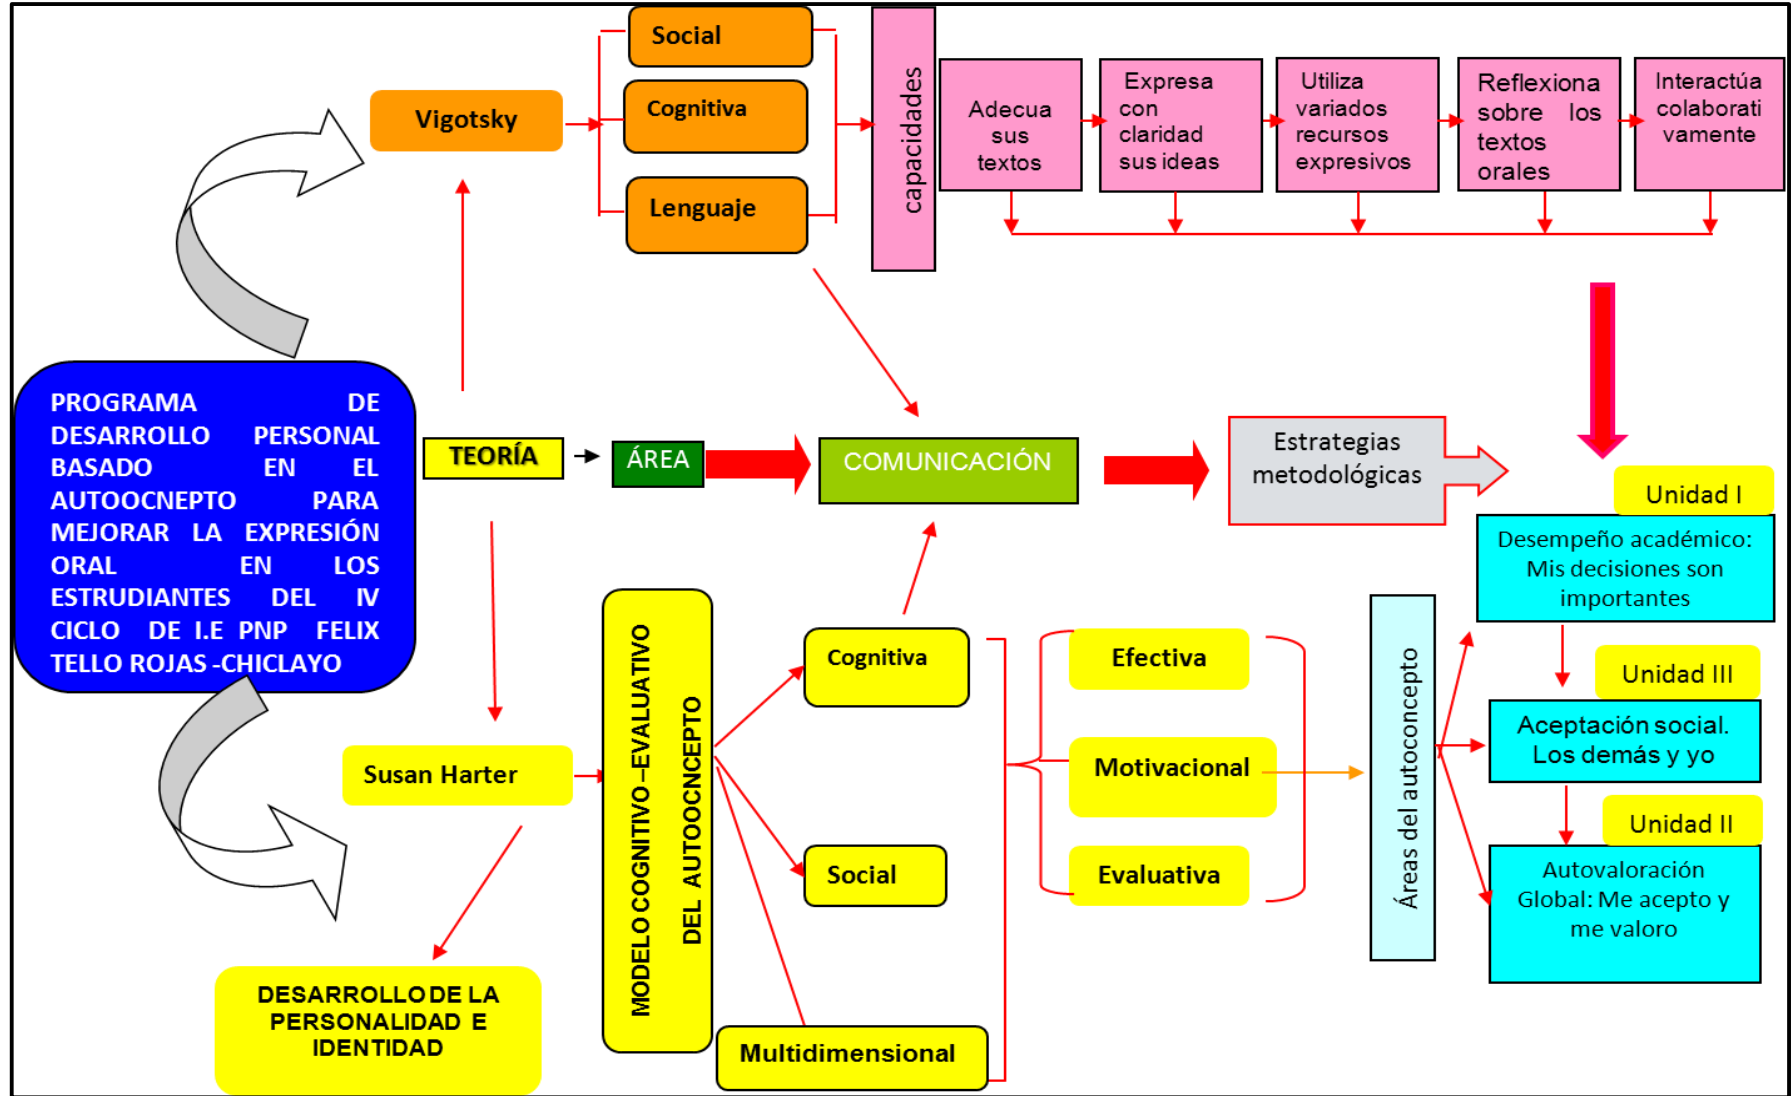 Social
Cognitiva
Lenguaje
Vigotsky
capacidades
Adecua
sus
textos
Expresa
con
claridad
sus ideas
Utiliza
variados
recursos
expresivos
Reflexiona
sobre los
textos
orales
Interactúa
colaborati
vamente
PROGRAMA DE
DESARROLLO PERSONAL
BASADO EN EL
AUTOOCNEPTO PARA
MEJORAR LA EXPRESIÓN
ORAL EN LOS
ESTRUDIANTES DEL IV
CICLO DE I.E PNP FELIX
TELLO ROJAS -CHICLAYO
TEORÍA
ÁREA
COMUNICACIÓN
Estrategias
metodológicas
Unidad I
Desempeño académico:
Mis decisiones son
importantes
Unidad III
Aceptación social.
Los demás y yo
Unidad II
Autovaloración
Global: Me acepto y
me valoro
Susan Harter
MODELO COGNITIVO –EVALUATIVO
DEL AUTOOCNCEPTO
Cognitiva
Social
Multidimensional
Efectiva
Motivacional
Evaluativa
Áreas del autoconcepto
DESARROLLO DE LA
PERSONALIDAD E
IDENTIDAD